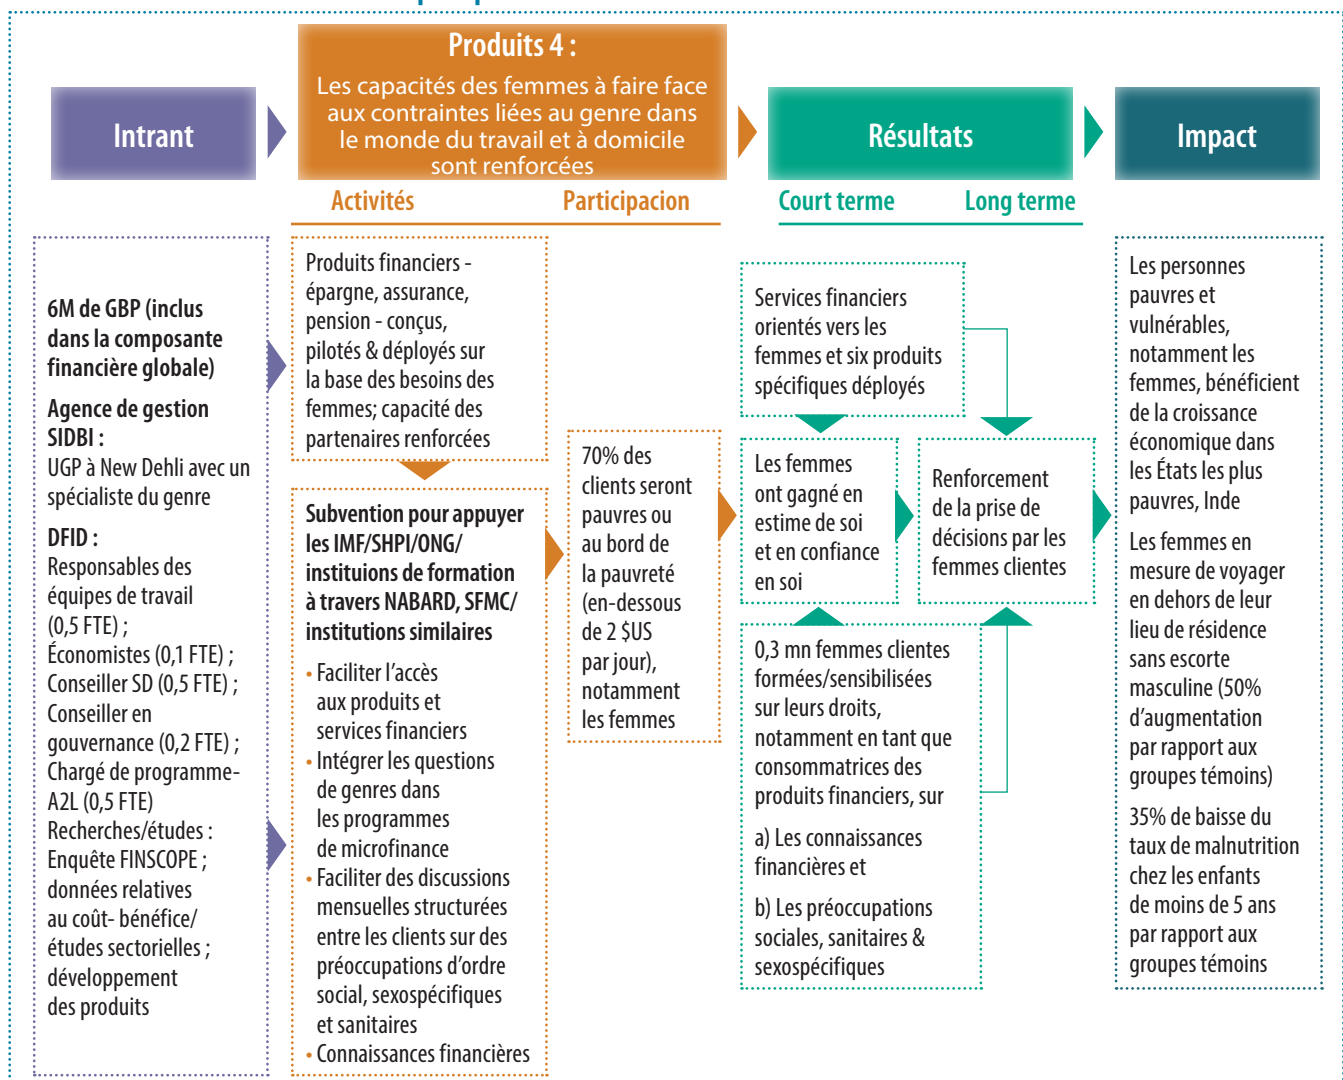 Produits 4 :
Les capacités des femmes à faire face
aux contraintes liées au genre dans
le monde du travail et à domicile
sont renforcées
Intrant
Résultats
Impact
Activités
Participacion
Court terme
Long terme
6M de GBP (inclus
dans la composante
financière globale)
Agence de gestion
SIDBI :
UGP à New Dehli avec un
spécialiste du genre
DFID :
Responsables des
équipes de travail
(0,5 FTE) ;
Économistes (0,1 FTE) ;
Conseiller SD (0,5 FTE) ;
Conseiller en
gouvernance (0,2 FTE) ;
Chargé de programme-
A2L (0,5 FTE)
Recherches/études :
Enquête FINSCOPE ;
données relatives
au coût- bénéfice/
études sectorielles ;
développement
des produits
Produits financiers -
épargne, assurance,
pension - conçus,
pilotés & déployés sur
la base des besoins des
femmes; capacité des
partenaires renforcées
Subvention pour appuyer
les IMF/SHPI/ONG/
instituions de formation
à travers NABARD, SFMC/
institutions similaires
• Faciliter l'accès
aux produits et
services financiers
• Intégrer les questions
de genres dans
les programmes
de microfinance
• Faciliter des discussions
mensuelles structurées
entre les clients sur des
préoccupations d'ordre
social, sexospécifiques
et sanitaires
• Connaissances financières
70% des
clients seront
pauvres ou
au bord de
la pauvreté
(en-dessous
de 2 $US
par jour),
notamment
les femmes
Services financiers
orientés vers les
femmes et six produits
spécifiques déployés
Les femmes
ont gagné en
estime de soi
et en confiance
en soi
0,3 mn femmes clientes
formées/sensibilisées
sur leurs droits,
notamment en tant que
consommatrices des
produits financiers, sur
a) Les connaissances
financières et
b) Les préoccupations
sociales, sanitaires &
sexospécifiques
Renforcement
de la prise de
décisions par les
femmes clientes
Les personnes
pauvres et
vulnérables,
notamment les
femmes, bénéficient
de la croissance
économique dans
les États les plus
pauvres, Inde
Les femmes en
mesure de voyager
en dehors de leur
lieu de résidence
sans escorte
masculine (50%
d'augmentation
par rapport aux
groupes témoins)
35% de baisse du
taux de malnutrition
chez les enfants
de moins de 5 ans
par rapport aux
groupes témoins